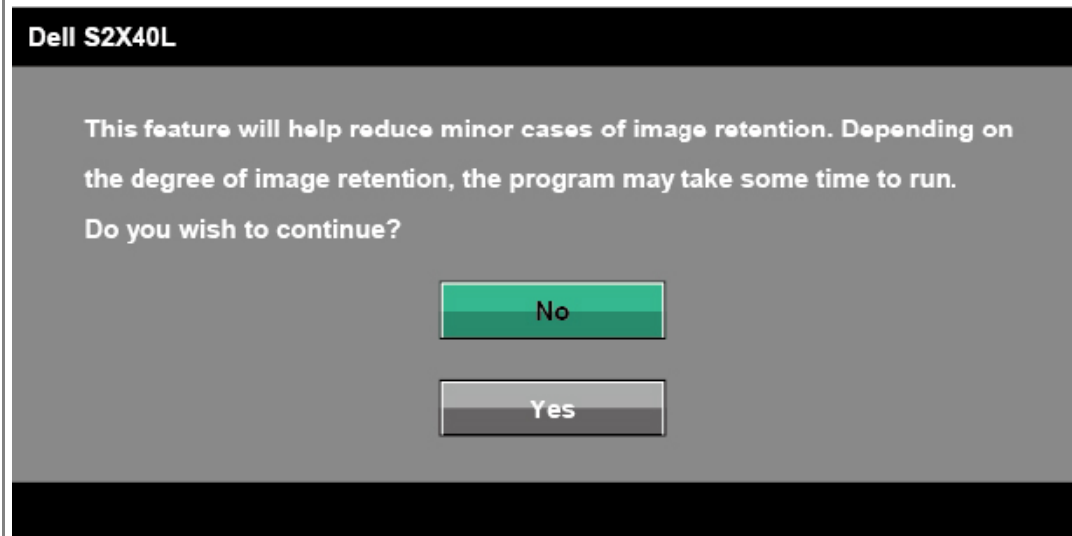 Dell S2X40L
This feature will help reduce minor cases of image retention. Depending on
the degree of image retention, the program may take some time to run.
Do you wish to continue?
No
Yes